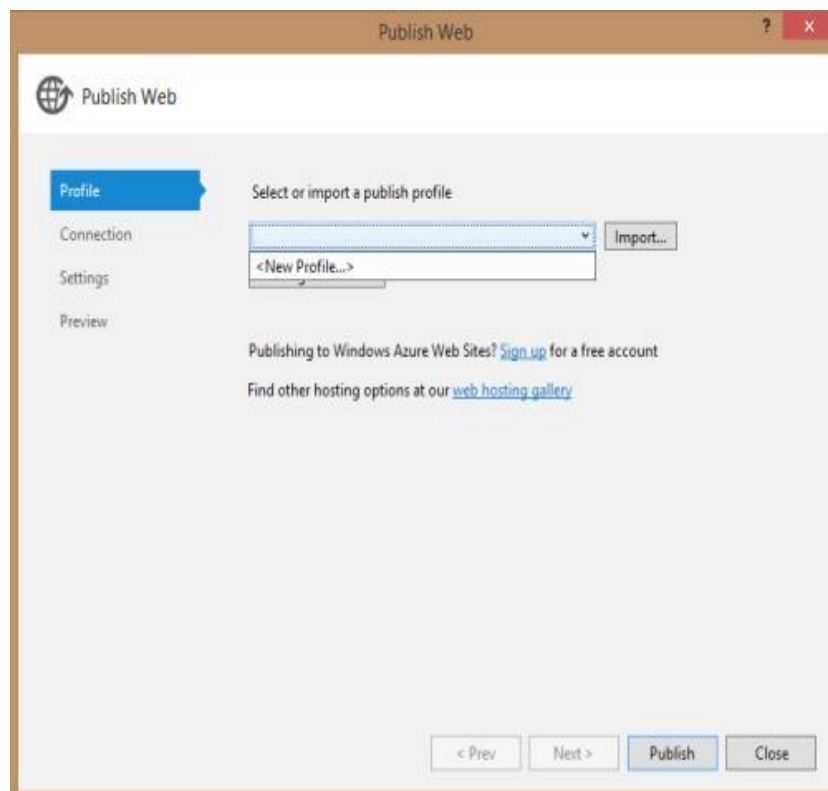 Publish Web
?
Publish Web
Profile
Select or import a publish profile
Connection
Import...
<New Profile...>
Settings
Preview
Publishing to Windows Azure Web Sites? Sign up for a free account
Find other hosting options at our web hosting gallery
< Prev
Next >
Publish
Close